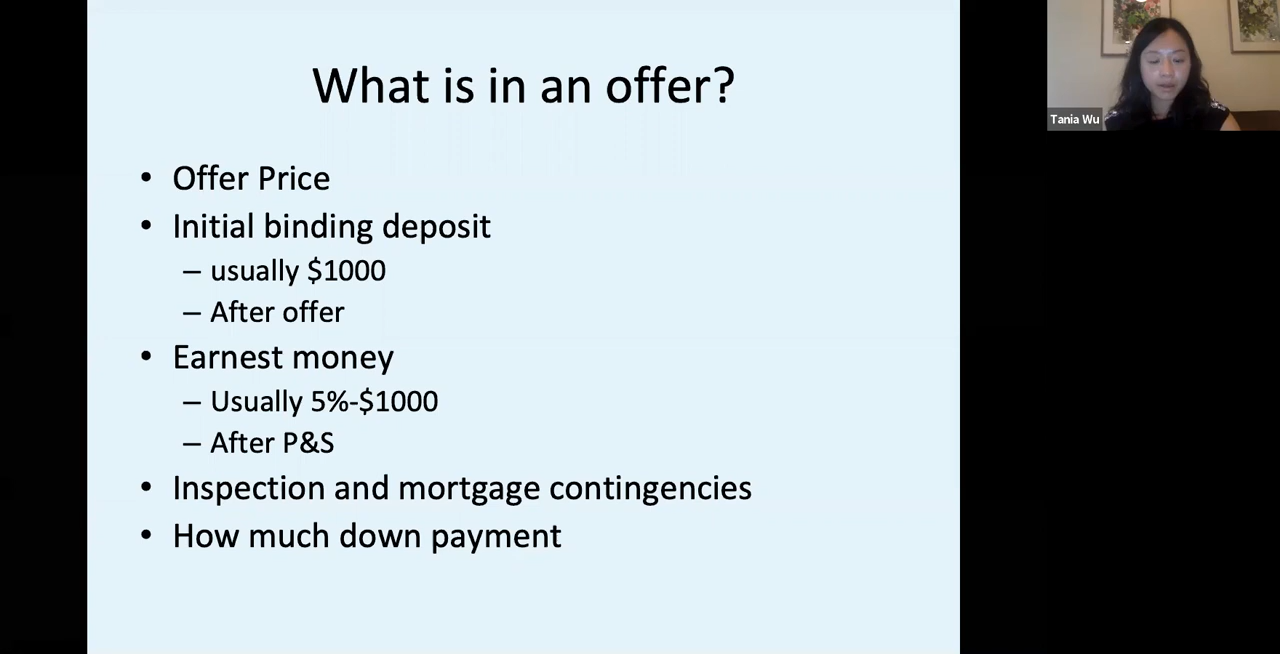 What is in an offer?
• Offer Price
• Initial binding deposit
– usually $1000
– After offer
• Earnest money
– Usually 5%-$1000
– After P&S
• Inspection and mortgage contingencies
• How much down payment
Tania Wu